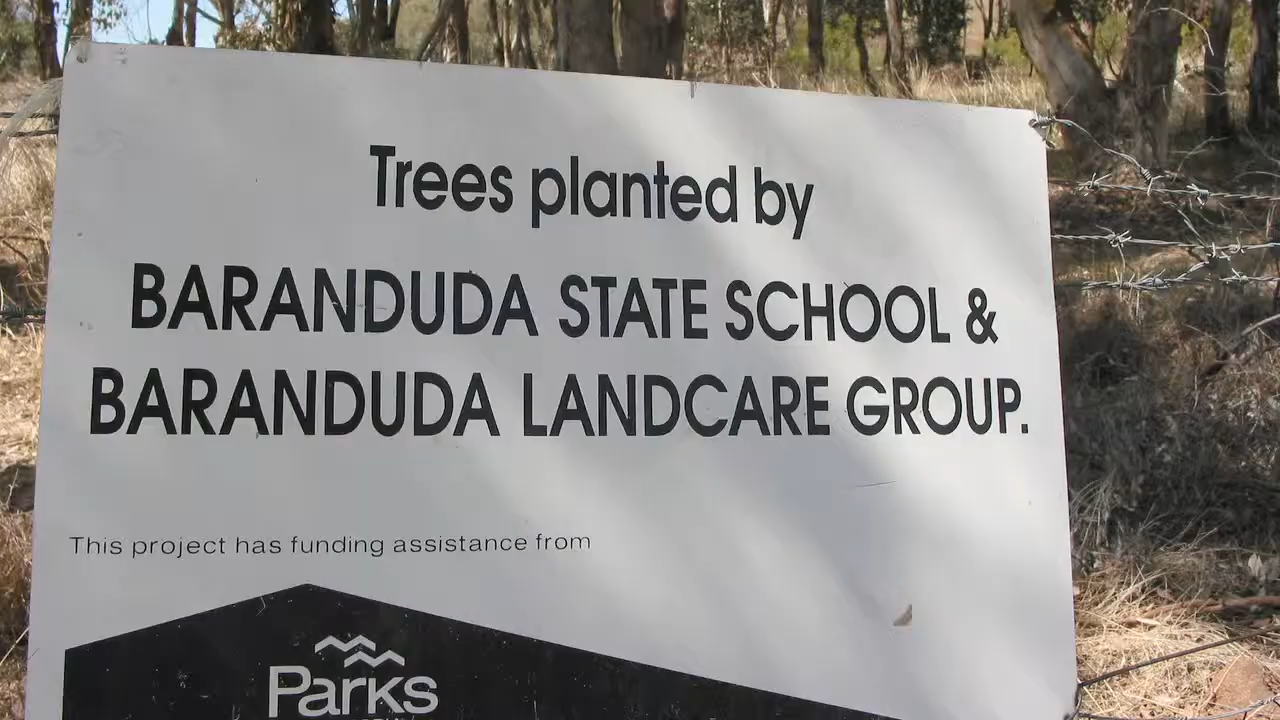 Trees planted by
BARANDUDA STATE SCHOOL &
BARANDUDA LANDCARE GROUP.
This project has funding assistance from
Parks